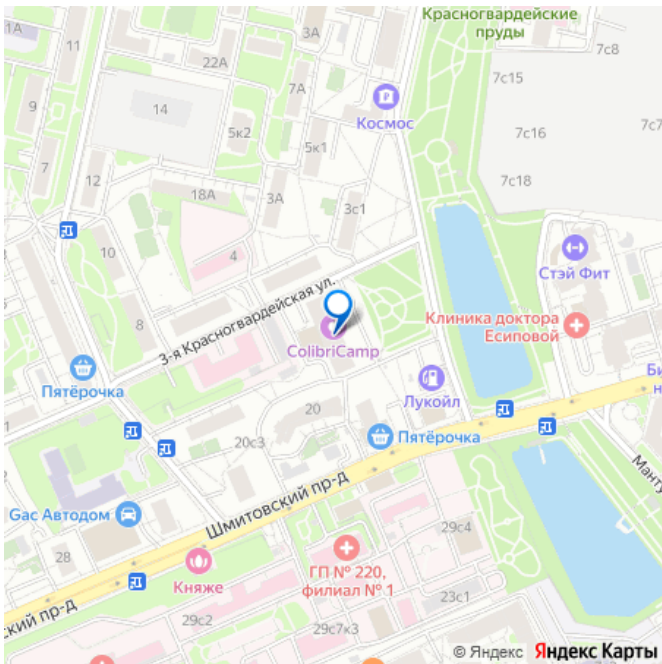 Красногвардейские
пруды
1А
11
3А
22А
7с8
7с15
7А
14
9
5к2
Космос
7с16
5к1
7
12
7с18
18А
3А
3с1
10
4
Стэй Фит
8
3-я Красногвардейская ул.
Клиника доктора
Есиповой
ColibriCamp
Пятёрочка
Лукойл
20
20с3
Пятёрочка
Шмитовский пр-д
Gac Автодом
29с4
28
Княже
ГП № 220,
филиал № 1
23с1
29с2
29с7к3
ский пр-д
© Яндекс Яндекс Карты